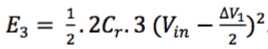 E₃ = ½ . 2Cᵣ. 3 (Vᵢₙ − ΔV₁/2)².